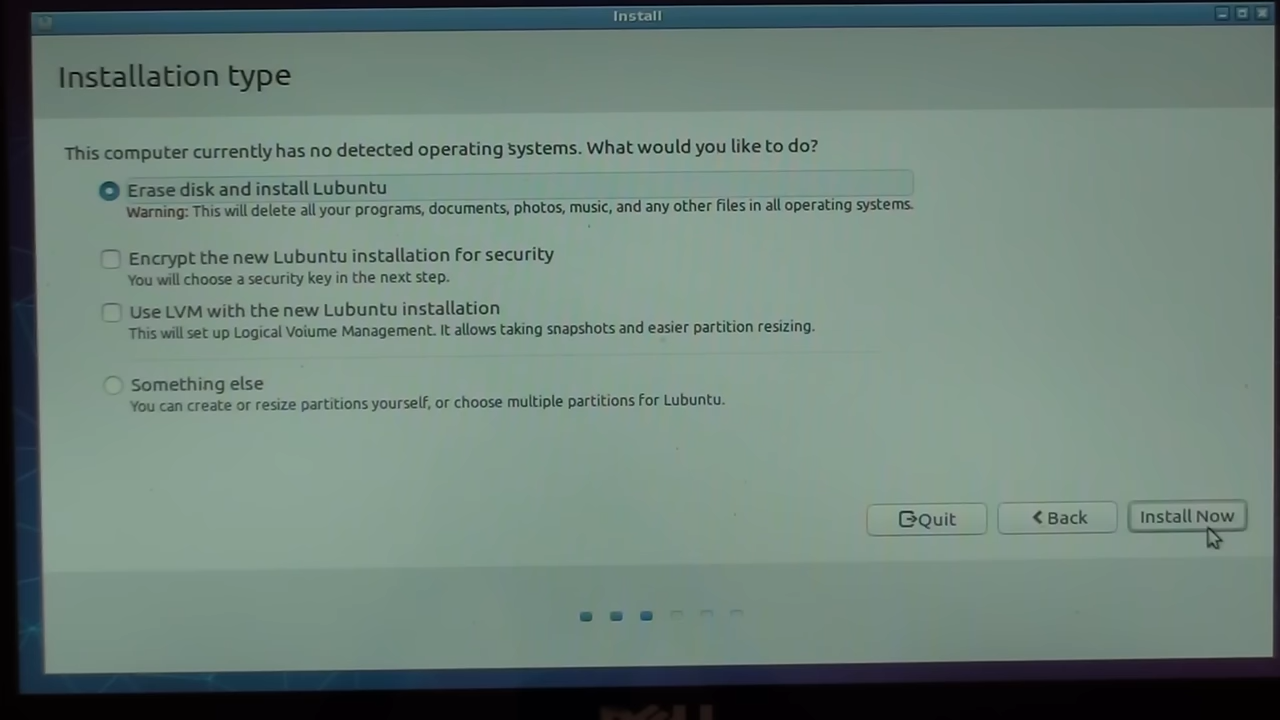 Install
Installation type
This computer currently has no detected operating systems. What would you like to do?
Erase disk and install Lubuntu
Warning: This will delete all your programs, documents, photos, music, and any other files in all operating systems.
Encrypt the new Lubuntu installation for security
You will choose a security key in the next step.
Use LVM with the new Lubuntu installation
This will set up Logical Volume Management. It allows taking snapshots and easier partition resizing.
Something else
You can create or resize partitions yourself, or choose multiple partitions for Lubuntu.
Quit
Back
Install Now
DELL